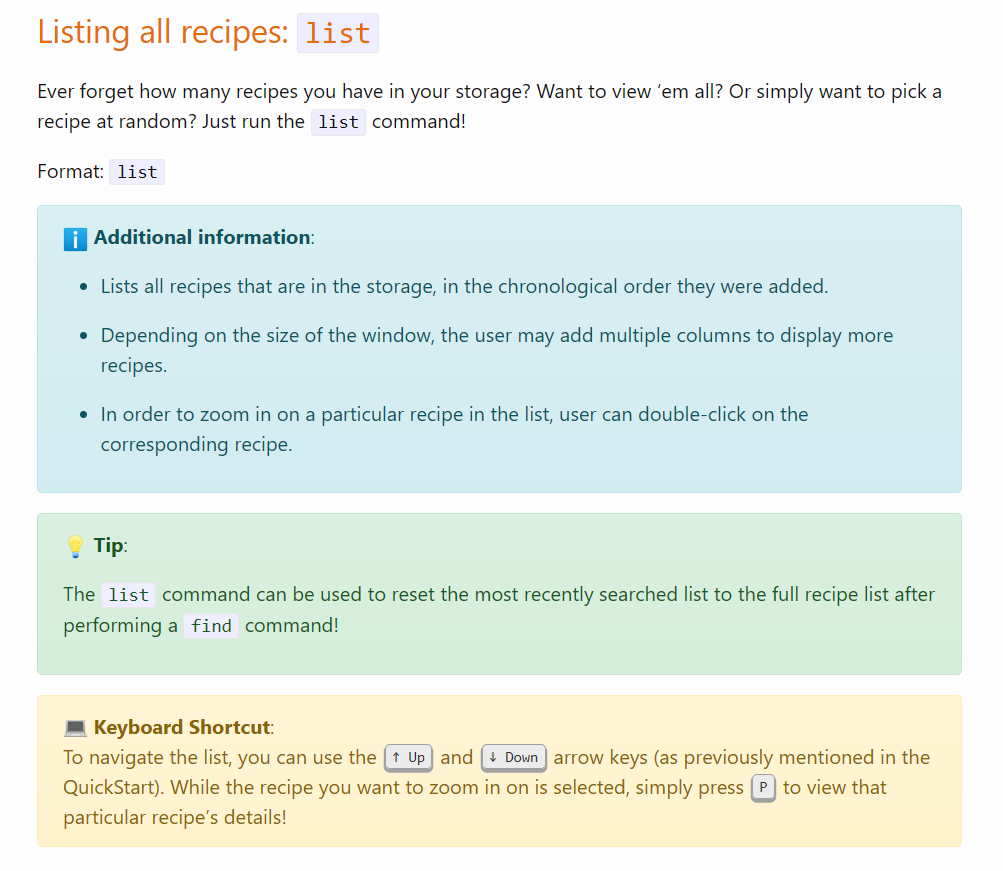 Listing all recipes: list
Ever forget how many recipes you have in your storage? Want to view ‘em all? Or simply want to pick a
recipe at random? Just run the list command!
Format: list
ℹ️ Additional information:
• Lists all recipes that are in the storage, in the chronological order they were added.
• Depending on the size of the window, the user may add multiple columns to display more
recipes.
• In order to zoom in on a particular recipe in the list, user can double-click on the
corresponding recipe.
💡 Tip:
The list command can be used to reset the most recently searched list to the full recipe list after
performing a find command!
💻 Keyboard Shortcut:
To navigate the list, you can use the ↑ Up and ↓ Down arrow keys (as previously mentioned in the
QuickStart). While the recipe you want to zoom in on is selected, simply press P to view that
particular recipe’s details!